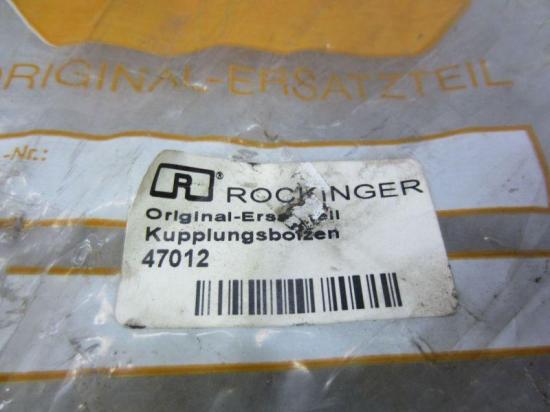 ORIGINAL-ERSATZTEIL
-Nr.:
R® ROCKINGER
Kupplungsbolzen
47012